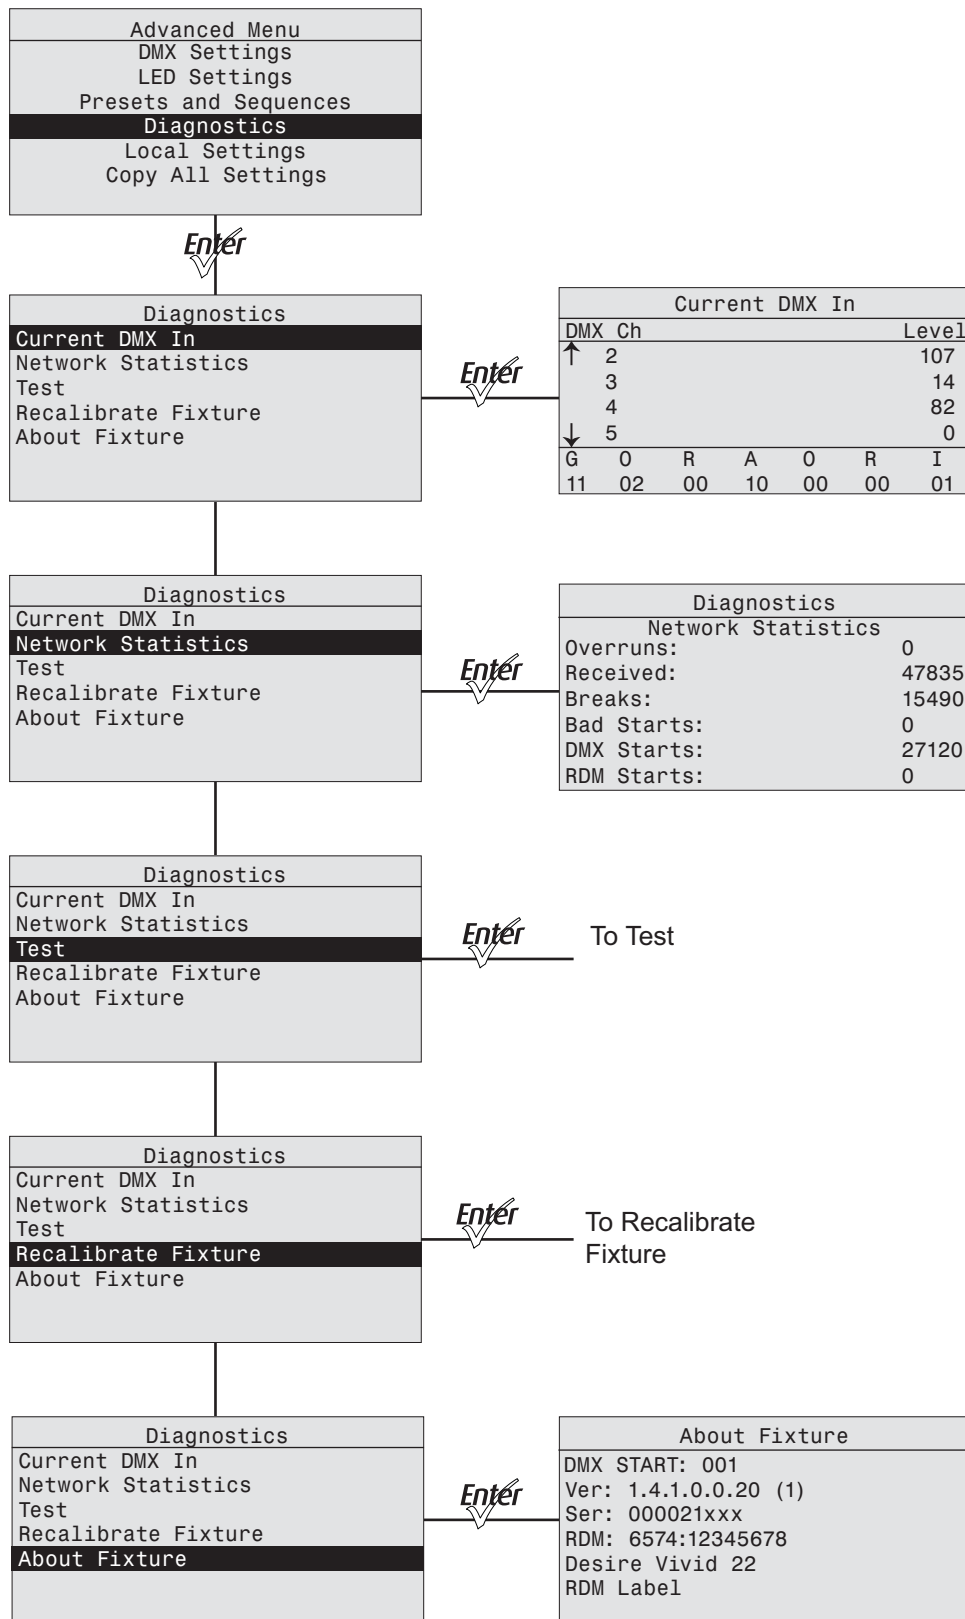 Advanced Menu
DMX Settings
LED Settings
Presets and Sequences
Diagnostics
Local Settings
Copy All Settings
Enter
Diagnostics
Current DMX In
Network Statistics
Test
Recalibrate Fixture
About Fixture
Enter
Current DMX In
DMX Ch Level
↑ 2 107
3 14
4 82
↓ 5 0
G O R A O R I
11 02 00 10 00 00 01
Diagnostics
Current DMX In
Network Statistics
Test
Recalibrate Fixture
About Fixture
Enter
Diagnostics
Network Statistics
Overruns: 0
Received: 47835
Breaks: 15490
Bad Starts: 0
DMX Starts: 27120
RDM Starts: 0
Diagnostics
Current DMX In
Network Statistics
Test
Recalibrate Fixture
About Fixture
Enter
To Test
Diagnostics
Current DMX In
Network Statistics
Test
Recalibrate Fixture
About Fixture
Enter
To Recalibrate
Fixture
Diagnostics
Current DMX In
Network Statistics
Test
Recalibrate Fixture
About Fixture
Enter
About Fixture
DMX START: 001
Ver: 1.4.1.0.0.20 (1)
Ser: 000021xxx
RDM: 6574:12345678
Desire Vivid 22
RDM Label